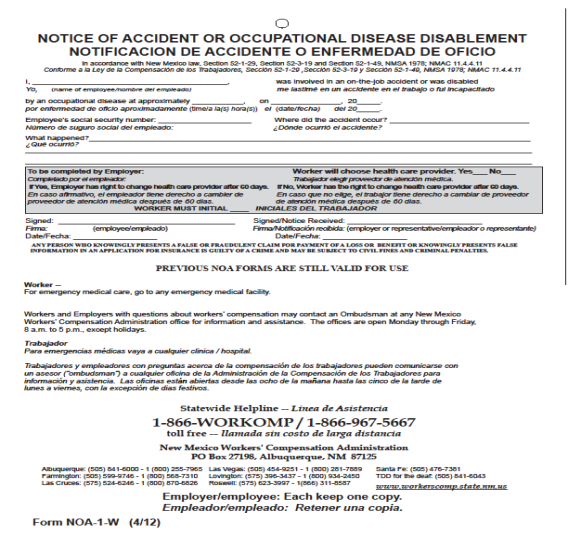 NOTICE OF ACCIDENT OR OCCUPATIONAL DISEASE DISABLEMENT
NOTIFICACION DE ACCIDENTE O ENFERMEDAD DE OFICIO
In accordance with New Mexico law, Section 52-1-29, Section 52-3-19 and Section 52-1-49, NMSA 1978; NMAC 11.4.4.11
Conforme a la Ley de la Compensación de los Trabajadores, Sección 52-1-29 ,Sección 52-3-19 y Sección 52-1-49, NMSA 1978; NMAC 11.4.4.11
I, ____________________, was involved in an on-the-job accident or was disabled
Yo, (name of employee/nombre del empleado) me lastimé en un accidente en el trabajo o fui incapacitado
by an occupational disease at approximately __________, on ______________, 20_____.
por enfermedad de oficio aproximadamente (time/a la(s) hora(s)) el (date/fecho) del 20_____.
Employee's social security number: ______________ Where did the accident occur? ______________
Número de suguro social del empleado: ¿Dónde ocurrió el accidente?
What happened?____________________
¿Qué ocurrió?
To be completed by Employer: Worker will choose health care provider. Yes___ No___
Completado por el empleador: Trabajador elegir proveedor de atención médica.
If Yes, Employer has right to change health care provider after 60 days. If No, Worker has the right to change health care provider after 60 days.
En caso afirmativo, el empleador tiene derecho a cambiar de En caso que no elige, el trabajor tiene derecho a cambiar de proveedor
proveedor de atención médica después de 60 días. de atención médica después de 60 días.
WORKER MUST INITIAL ____ INICIALES DEL TRABAJADOR
Signed: ____________________ Signed/Notice Received: ____________________
Firma: (employee/empleado) Firma/Notificación recibida: (employer or representative/empleador o representante)
Date/Fecha: ______________ Date/Fecha: ______________
ANY PERSON WHO KNOWINGLY PRESENTS A FALSE OR FRAUDULENT CLAIM FOR PAYMENT OF A LOSS OR BENEFIT OR KNOWINGLY PRESENTS FALSE
INFORMATION IN AN APPLICATION FOR INSURANCE IS GUILTY OF A CRIME AND MAY BE SUBJECT TO CIVIL FINES AND CRIMINAL PENALTIES.
PREVIOUS NOA FORMS ARE STILL VALID FOR USE
Worker --
For emergency medical care, go to any emergency medical facility.
Workers and Employers with questions about workers' compensation may contact an Ombudsman at any New Mexico
Workers' Compensation Administration office for information and assistance. The offices are open Monday through Friday,
8 a.m. to 5 p.m., except holidays.
Trabajador
Para emergencias médicas vaya a cualquier clinica / hospital.
Trabajadores y empleadores con preguntas acerca de la compensación de los trabajadores pueden comunicarse con
un asesor ("ombudsman") a cualquier oficina de la Administración de la Compensación de los Trabajadores para
información y asistencia. Las oficinas están abiertas desde las ocho de la mañana hasta las cinco de la tarde de
lunes a viernes, con la excepción de días festivos.
Statewide Helpline -- Linea de Asistencia
1-866-WORKOMP / 1-866-967-5667
toll free -- llamada sin costo de larga distancia
New Mexico Workers' Compensation Administration
PO Box 27198, Albuquerque, NM 87125
Albuquerque: (505) 841-6000 - 1 (800) 255-7965 Las Vegas: (505) 454-9251 - 1 (800) 281-7889 Santa Fe: (505) 476-7381
Farmington: (505) 599-9746 - 1 (800) 568-7310 Lovington: (575) 396-3437 - 1 (800) 934-2450 TDD for the deaf: (505) 841-6043
Las Cruces: (575) 524-6246 - 1 (800) 870-6826 Roswell: (575) 623-3997 - 1(866) 311-8587 www.workerscomp.state.nm.us
Employer/employee: Each keep one copy.
Empleador/empleado: Retener una copia.
Form NOA-1-W (4/12)